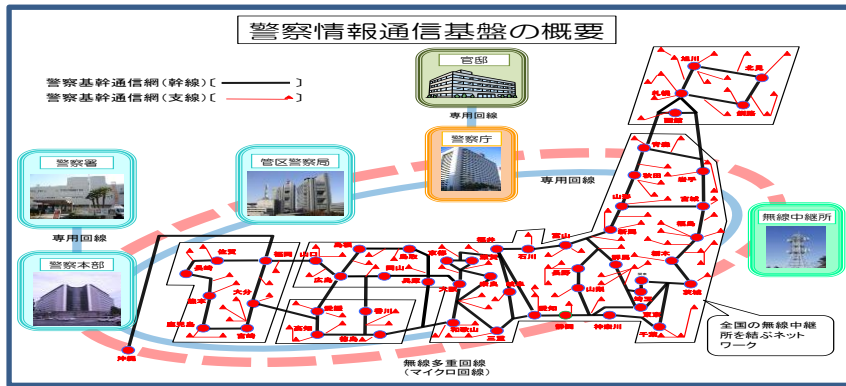 警察情報通信基盤の概要
警察基幹通信網(幹線)[ ]
警察基幹通信網(支線)[ ]
官邸
専用回線
警察庁
警察署
管区警察局
専用回線
専用回線
警察本部
無線中継所
旭川
北見
札幌
釧路
函館
青森
秋田
岩手
山形
宮城
新潟
福島
富山
石川
福井
栃木
群馬
長野
山梨
埼玉
茨城
東京
千葉
神奈川
静岡
愛知
岐阜
三重
滋賀
京都
奈良
大阪
和歌山
兵庫
鳥取
島根
岡山
広島
山口
香川
愛媛
徳島
高知
福岡
佐賀
長崎
大分
熊本
鹿児島
宮崎
沖縄
無線多重回線
(マイクロ回線)
全国の無線中継
所を結ぶネット
ワーク